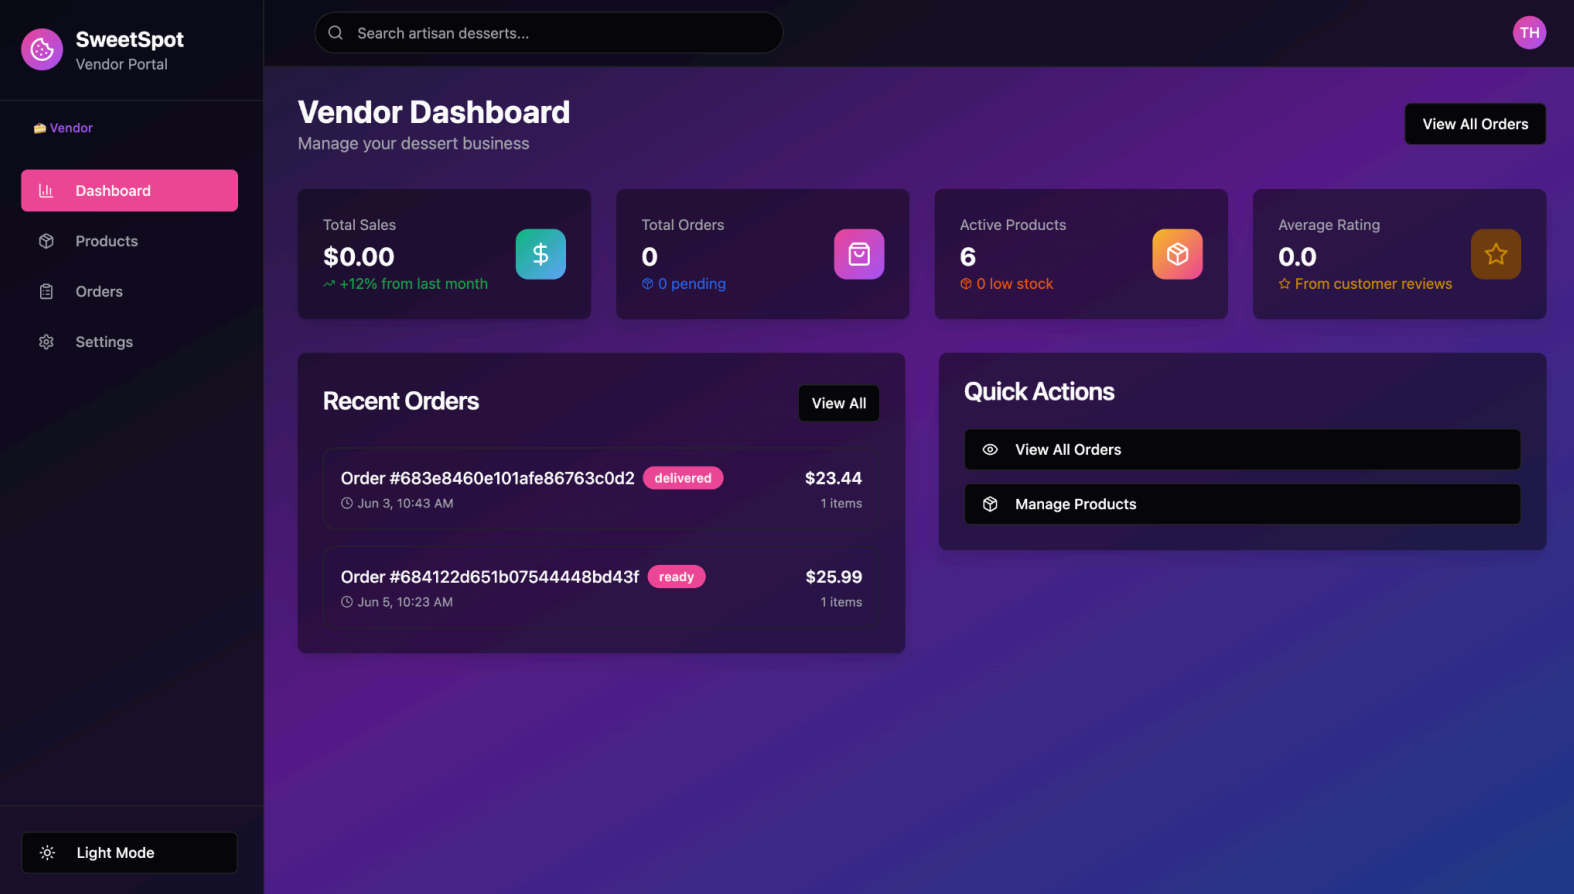 SweetSpot
Vendor Portal
Vendor
Dashboard
Products
Orders
Settings
Light Mode
Search artisan desserts...
TH
Vendor Dashboard
Manage your dessert business
View All Orders
Total Sales
$0.00
+12% from last month
Total Orders
0
0 pending
Active Products
6
0 low stock
Average Rating
0.0
From customer reviews
Recent Orders
View All
Order #683e8460e101afe86763c0d2 delivered $23.44
Jun 3, 10:43 AM 1 items
Order #684122d651b07544448bd43f ready $25.99
Jun 5, 10:23 AM 1 items
Quick Actions
View All Orders
Manage Products